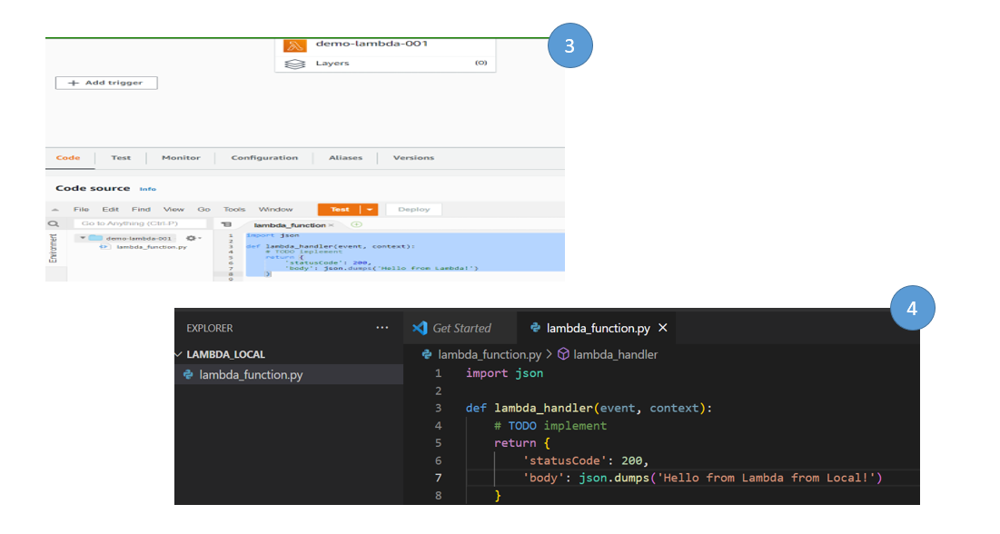 3
demo-lambda-001
Layers (0)
+ Add trigger
Code Test Monitor Configuration Aliases Versions
Code source Info
File Edit Find View Go Tools Window Test Deploy
Go to Anything (Ctrl-P) lambda_function × +
Environment
demo-lambda-001
lambda_function.py
1 import json
2
3 def lambda_handler(event, context):
4 # TODO implement
5 return {
6 'statusCode': 200,
7 'body': json.dumps('Hello from Lambda!')
8 }
9
4
EXPLORER ... Get Started lambda_function.py ×
LAMBDA_LOCAL lambda_function.py > lambda_handler
lambda_function.py
1 import json
2
3 def lambda_handler(event, context):
4 # TODO implement
5 return {
6 'statusCode': 200,
7 'body': json.dumps('Hello from Lambda from Local!')
8 }